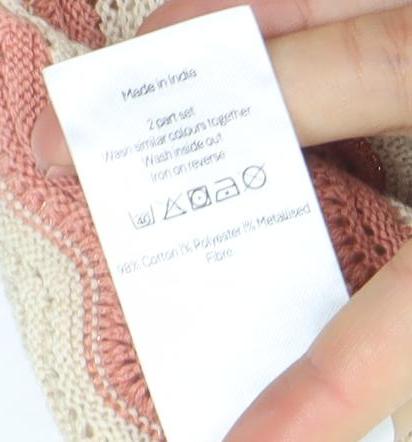 Made in India
2 part set
Wash similar colours together
Wash inside out
Iron on reverse
40
98% Cotton 1% Polyester 1% Metallised
Fibre